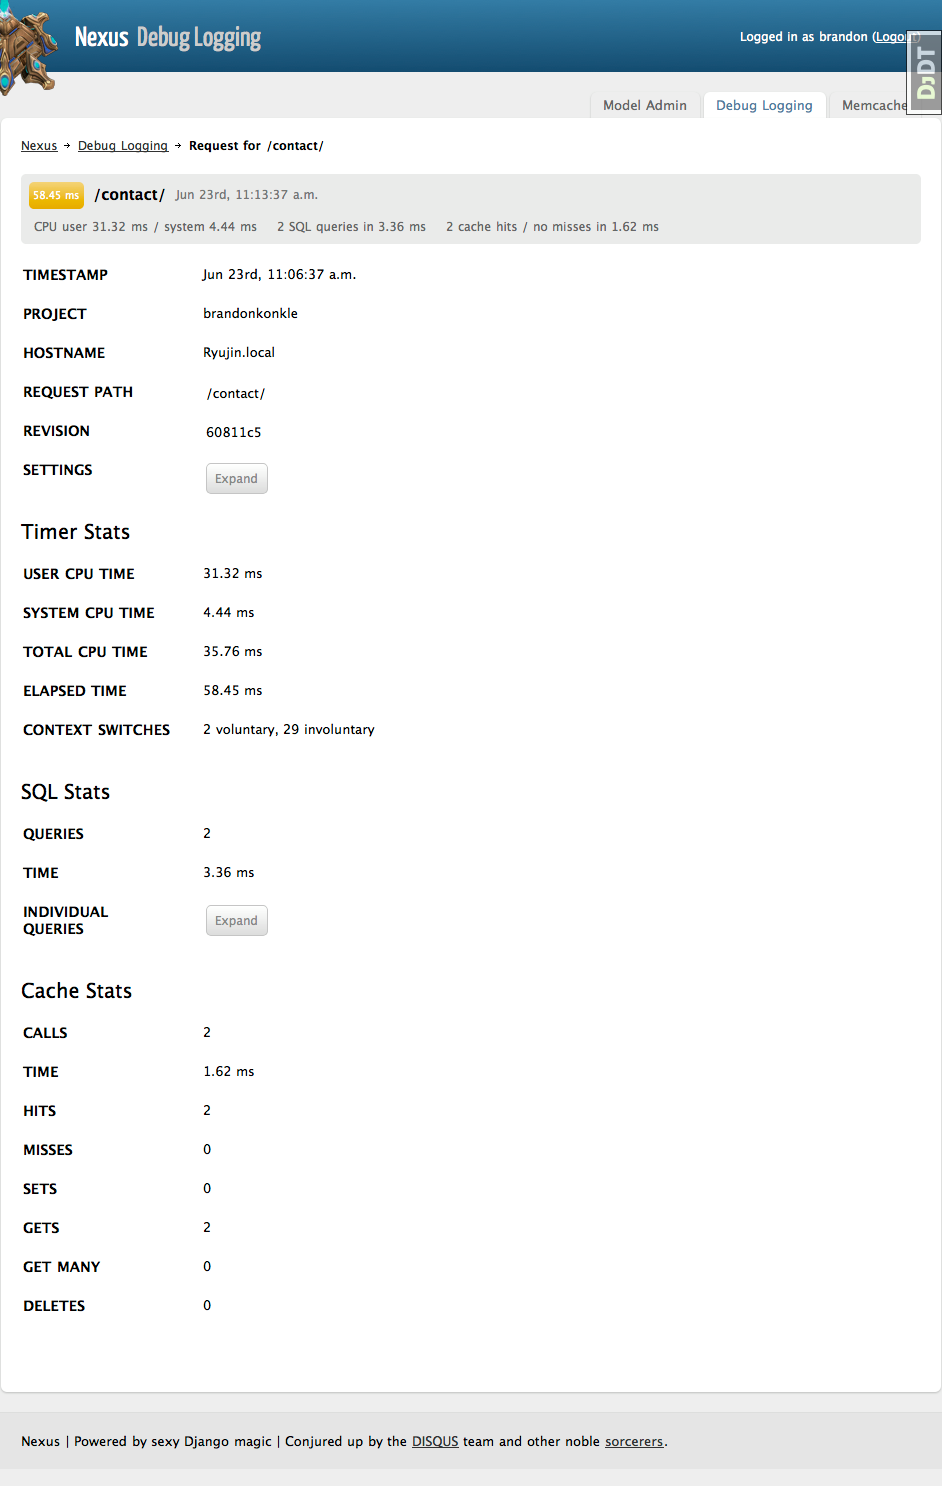 Nexus Debug Logging
Logged in as brandon (Logout)
DJDT
Model Admin Debug Logging Memcache
Nexus → Debug Logging → Request for /contact/
58.45 ms /contact/ Jun 23rd, 11:13:37 a.m.
CPU user 31.32 ms / system 4.44 ms 2 SQL queries in 3.36 ms 2 cache hits / no misses in 1.62 ms
TIMESTAMP Jun 23rd, 11:06:37 a.m.
PROJECT brandonkonkle
HOSTNAME Ryujin.local
REQUEST PATH /contact/
REVISION 60811c5
SETTINGS Expand
Timer Stats
USER CPU TIME 31.32 ms
SYSTEM CPU TIME 4.44 ms
TOTAL CPU TIME 35.76 ms
ELAPSED TIME 58.45 ms
CONTEXT SWITCHES 2 voluntary, 29 involuntary
SQL Stats
QUERIES 2
TIME 3.36 ms
INDIVIDUAL
QUERIES Expand
Cache Stats
CALLS 2
TIME 1.62 ms
HITS 2
MISSES 0
SETS 0
GETS 2
GET MANY 0
DELETES 0
Nexus | Powered by sexy Django magic | Conjured up by the DISQUS team and other noble sorcerers.